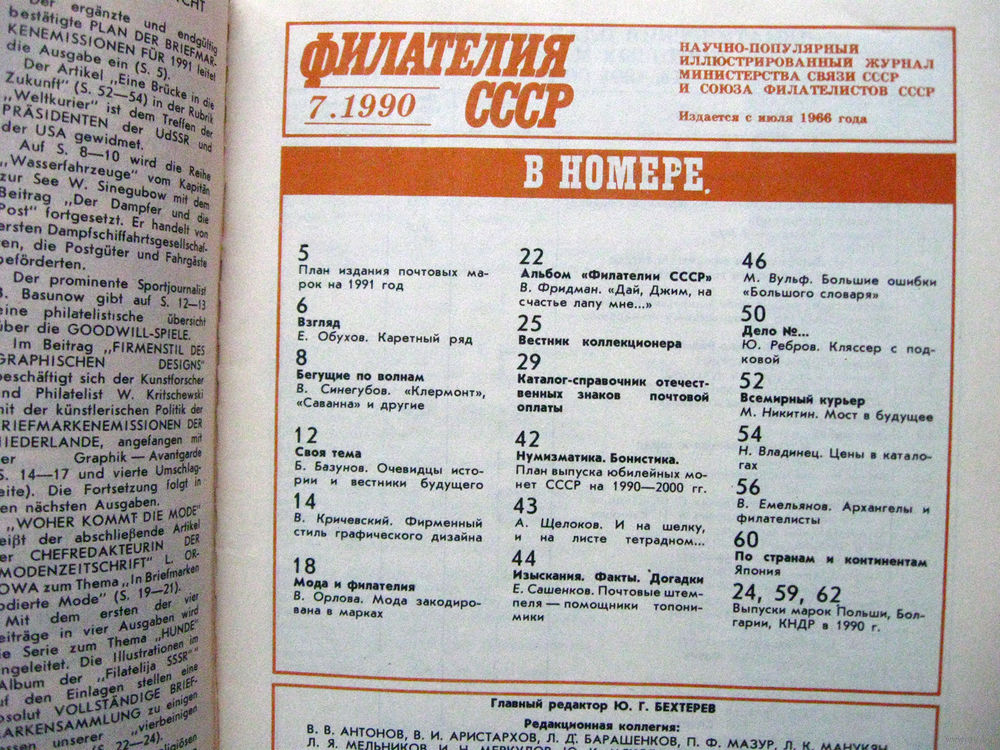 Der ergänzte und endgültig
bestätigte PLAN DER BRIEFMAR-
KENEMISSIONEN FÜR 1991 leitet
die Ausgabe ein (S. 5).
Der Artikel „Eine Brücke in die
Zukunft" (S. 52—54) in der Rubrik
„Weltkurier" ist dem Treffen der
PRÄSIDENTEN der UdSSR und
der USA gewidmet.
Auf S. 8—10 wird die Reihe
„Wasserfahrzeuge" vom Kapitän
zur See W. Sinegubow mit dem
Beitrag „Der Dampfer und die
Post" fortgesetzt. Er handelt von
ersten Dampfschiffahrtsgesellschaf-
ten, die Postgüter und Fahrgäste
beförderten.
Der prominente Sportjournalist
B. Basunow gibt auf S. 12—13
eine philatelistische übersicht
über die GOODWILL-SPIELE.
Im Beitrag „FIRMENSTIL DES
GRAPHISCHEN DESIGNS"
beschäftigt sich der Kunstforscher
und Philatelist W. Kritschewski
mit der künstlerischen Politik der
BRIEFMARKENEMISSIONEN DER
NIEDERLANDE, angefangen mit
der Graphik — Avantgarde
(S. 14—17 und vierte Umschlag-
seite). Die Fortsetzung folgt in
den nächsten Ausgaben.
„WOHER KOMMT DIE MODE"
heißt der abschließende Artikel
der CHEFREDAKTEURIN DER
„MODENZEITSCHRIFT" L. OR-
LOWA zum Thema „In Briefmarken
kodierte Mode" (S. 19—21).
Mit dem ersten der vier
Beiträge in vier Ausgaben wird
die Serie zum Thema „HUNDE"
eingeleitet. Die Illustrationen im
Album der „Filatelija SSSR"
auf den Einlagen stellen eine
absolut VOLLSTÄNDIGE BRIEF-
MARKENSAMMLUNG zu einigen
Rassen unserer „vierbeinigen
(S. 22—24).
ФИЛАТЕЛИЯ
СССР
7.1990
НАУЧНО-ПОПУЛЯРНЫЙ
ИЛЛЮСТРИРОВАННЫЙ ЖУРНАЛ
МИНИСТЕРСТВА СВЯЗИ СССР
И СОЮЗА ФИЛАТЕЛИСТОВ СССР
Издается с июля 1966 года
В НОМЕРЕ.
5
План издания почтовых ма-
рок на 1991 год
6
Взгляд
Е. Обухов. Каретный ряд
8
Бегущие по волнам
В. Синегубов. «Клермонт»,
«Саванна» и другие
12
Своя тема
Б. Базунов. Очевидцы исто-
рии и вестники будущего
14
В. Кричевский. Фирменный
стиль графического дизайна
18
Мода и филателия
В. Орлова. Мода закодиро-
вана в марках
22
Альбом «Филателии СССР»
В. Фридман. «Дай, Джим, на
счастье лапу мне...»
25
Вестник коллекционера
29
Каталог-справочник отечест-
венных знаков почтовой
оплаты
42
Нумизматика. Бонистика.
План выпуска юбилейных мо-
нет СССР на 1990—2000 гг.
43
А. Щелоков. И на шелку,
и на листе тетрадном...
44
Изыскания. Факты. Догадки
Е. Сашенков. Почтовые штем-
пеля — помощники топони-
мики
46
М. Вульф. Большие ошибки
«Большого словаря»
50
Дело №...
Ю. Ребров. Кляссер с под-
ковой
52
Всемирный курьер
М. Никитин. Мост в будущее
54
Н. Владинец. Цены в катало-
гах
56
В. Емельянов. Архангелы и
филателисты
60
По странам и континентам
Япония
24, 59, 62
Выпуски марок Польши, Бол-
гарии, КНДР в 1990 г.
Главный редактор Ю. Г. БЕХТЕРЕВ
Редакционная коллегия:
В. В. АНТОНОВ, В. И. АРИСТАРХОВ, Л. Д. БАРАШЕНКОВ, П. Ф. МАЗУР, Л. К. МАНУКЯН,
Л. Я. МЕЛЬНИКОВ, И. Н. МЕРКУЛОВ,